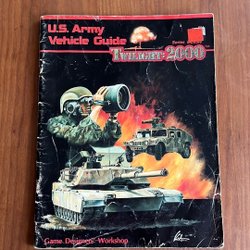 U.S. Army
Vehicle Guide
TWILIGHT: 2000
Game Designers' Workshop